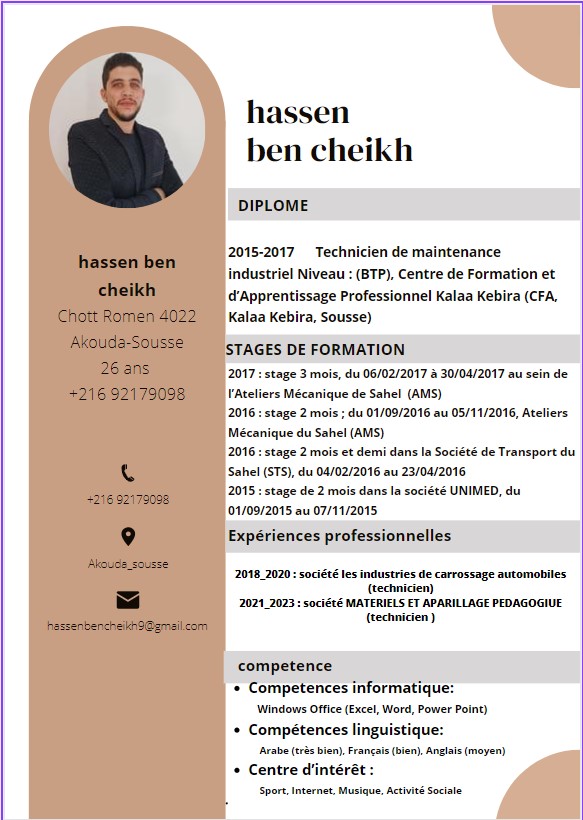 hassen
ben cheikh
hassen ben
cheikh
Chott Romen 4022
Akouda-Sousse
26 ans
+216 92179098
+216 92179098
Akouda_sousse
hassenbencheikh9@gmail.com
DIPLOME
2015-2017 Technicien de maintenance
industriel Niveau : (BTP), Centre de Formation et
d’Apprentissage Professionnel Kalaa Kebira (CFA,
Kalaa Kebira, Sousse)
STAGES DE FORMATION
2017 : stage 3 mois, du 06/02/2017 à 30/04/2017 au sein de
l’Ateliers Mécanique de Sahel (AMS)
2016 : stage 2 mois ; du 01/09/2016 au 05/11/2016, Ateliers
Mécanique du Sahel (AMS)
2016 : stage 2 mois et demi dans la Société de Transport du
Sahel (STS), du 04/02/2016 au 23/04/2016
2015 : stage de 2 mois dans la société UNIMED, du
01/09/2015 au 07/11/2015
Expériences professionnelles
2018_2020 : société les industries de carrossage automobiles
(technicien)
2021_2023 : société MATERIELS ET APARILLAGE PEDAGOGIUE
(technicien )
competence
• Competences informatique:
Windows Office (Excel, Word, Power Point)
• Compétences linguistique:
Arabe (très bien), Français (bien), Anglais (moyen)
• Centre d’intérêt :
Sport, Internet, Musique, Activité Sociale
.